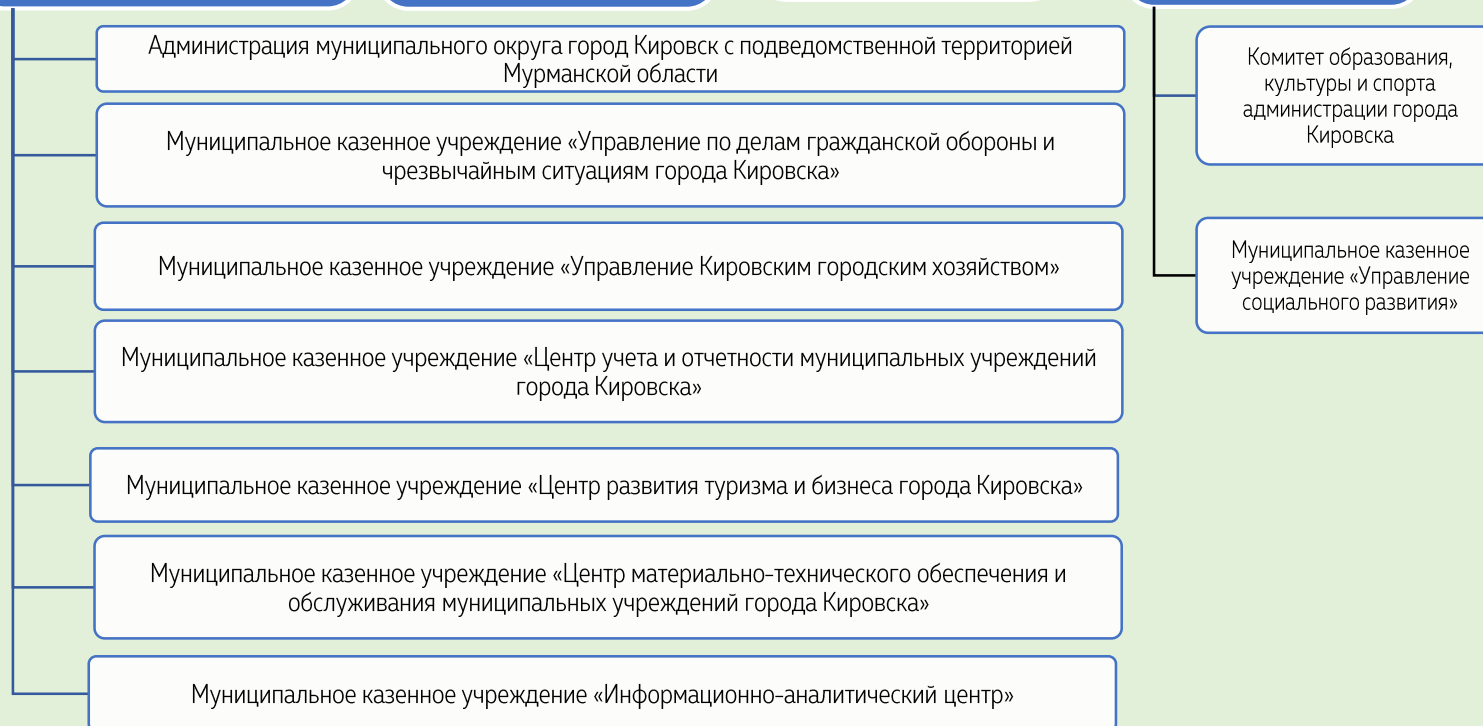 Администрация муниципального округа город Кировск с подведомственной территорией
Мурманской области
Муниципальное казенное учреждение «Управление по делам гражданской обороны и
чрезвычайным ситуациям города Кировска»
Муниципальное казенное учреждение «Управление Кировским городским хозяйством»
Муниципальное казенное учреждение «Центр учета и отчетности муниципальных учреждений
города Кировска»
Муниципальное казенное учреждение «Центр развития туризма и бизнеса города Кировска»
Муниципальное казенное учреждение «Центр материально-технического обеспечения и
обслуживания муниципальных учреждений города Кировска»
Муниципальное казенное учреждение «Информационно-аналитический центр»
Комитет образования,
культуры и спорта
администрации города
Кировска
Муниципальное казенное
учреждение «Управление
социального развития»